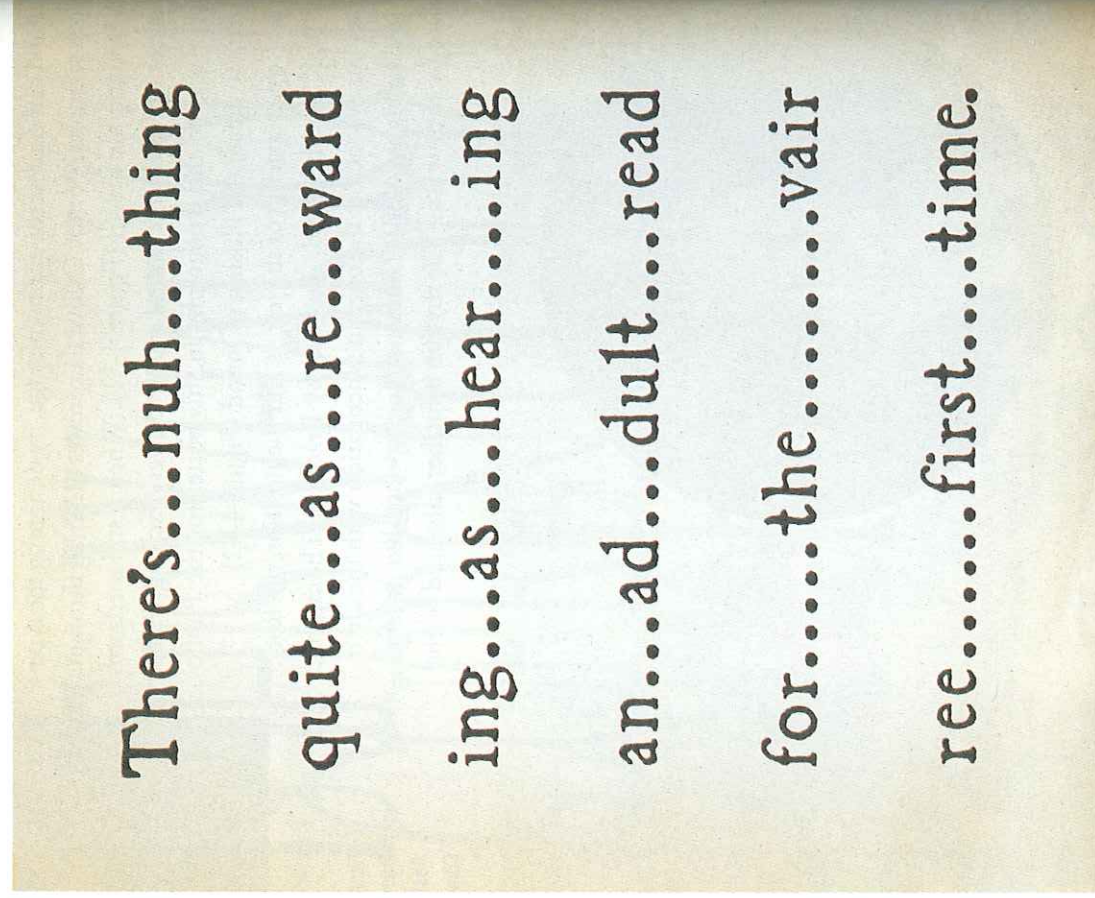 There's....nuh....thing
quite....as....re....ward
ing....as....hear....ing
an....ad....dult....read
for......the..........vair
ree........first.....time.